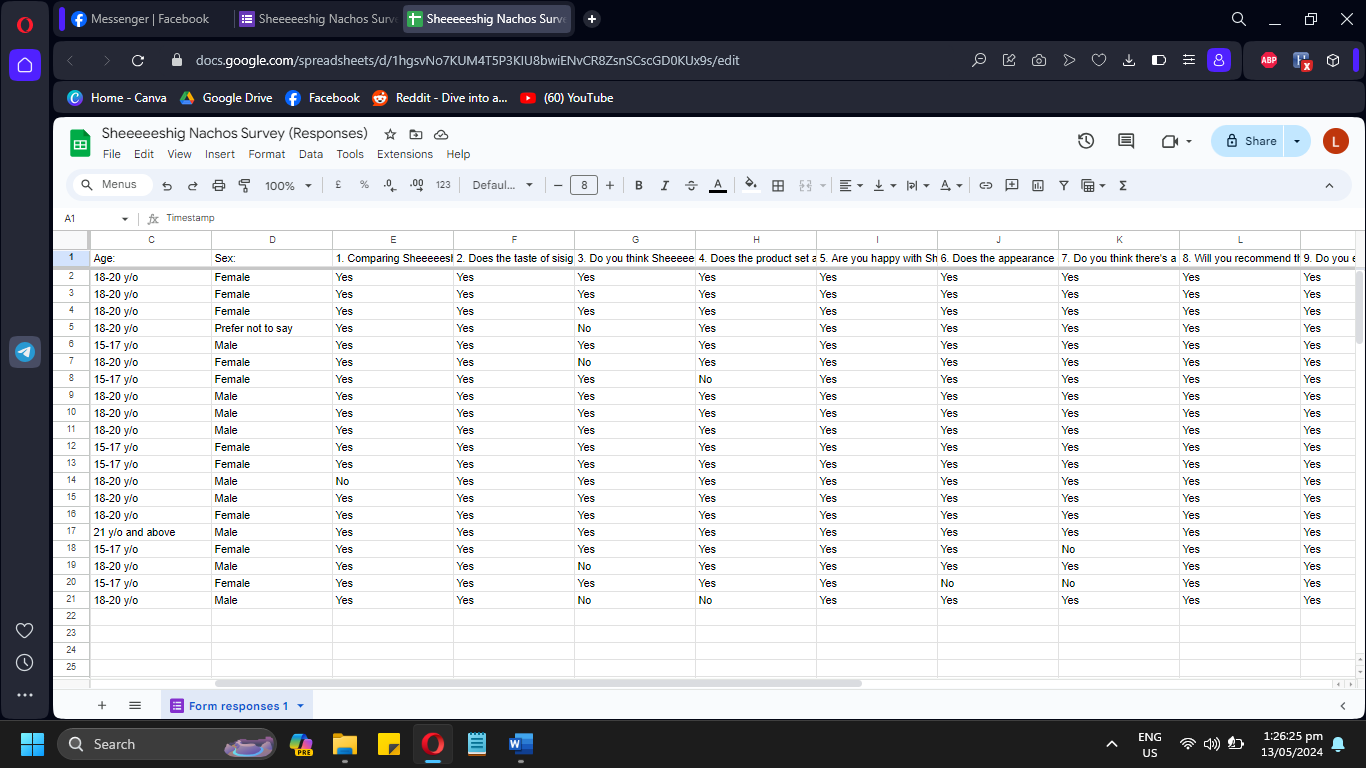 Messenger | Facebook Sheeeeeshig Nachos Surv Sheeeeeshig Nachos Surve
docs.google.com/spreadsheets/d/1hgsvNo7KUM4T5P3KIU8bwiENvCR8ZsnSCscGD0KUx9s/edit ABP
Home - Canva Google Drive Facebook Reddit - Dive into a... (60) YouTube
Sheeeeeshig Nachos Survey (Responses)
File Edit View Insert Format Data Tools Extensions Help
Share L
Menus 100% £ % .0 .00 123 Defaul... 8 B I A
A1 Timestamp
C D E F G H I J K L
1 Age: Sex: 1. Comparing Sheeeeesl 2. Does the taste of sisig 3. Do you think Sheeeee 4. Does the product set a 5. Are you happy with Sh 6. Does the appearance 7. Do you think there's a 8. Will you recommend th 9. Do you e
2 18-20 y/o Female Yes Yes Yes Yes Yes Yes Yes Yes Yes
3 18-20 y/o Female Yes Yes Yes Yes Yes Yes Yes Yes Yes
4 18-20 y/o Female Yes Yes Yes Yes Yes Yes Yes Yes Yes
5 18-20 y/o Prefer not to say Yes Yes No Yes Yes Yes Yes Yes Yes
6 15-17 y/o Male Yes Yes Yes Yes Yes Yes Yes Yes Yes
7 18-20 y/o Female Yes Yes No Yes Yes Yes Yes Yes Yes
8 15-17 y/o Female Yes Yes Yes No Yes Yes Yes Yes Yes
9 18-20 y/o Male Yes Yes Yes Yes Yes Yes Yes Yes Yes
10 18-20 y/o Male Yes Yes Yes Yes Yes Yes Yes Yes Yes
11 18-20 y/o Male Yes Yes Yes Yes Yes Yes Yes Yes Yes
12 15-17 y/o Female Yes Yes Yes Yes Yes Yes Yes Yes Yes
13 15-17 y/o Female Yes Yes Yes Yes Yes Yes Yes Yes Yes
14 18-20 y/o Male No Yes Yes Yes Yes Yes Yes Yes Yes
15 18-20 y/o Male Yes Yes Yes Yes Yes Yes Yes Yes Yes
16 18-20 y/o Female Yes Yes Yes Yes Yes Yes Yes Yes Yes
17 21 y/o and above Male Yes Yes Yes Yes Yes Yes Yes Yes Yes
18 15-17 y/o Female Yes Yes Yes Yes Yes Yes No Yes Yes
19 18-20 y/o Male Yes Yes No Yes Yes Yes Yes Yes Yes
20 15-17 y/o Female Yes Yes Yes Yes Yes No No Yes Yes
21 18-20 y/o Male Yes Yes No No Yes Yes Yes Yes Yes
22
23
24
25
Form responses 1
Search PRE ENG 1:26:25 pm
US 13/05/2024